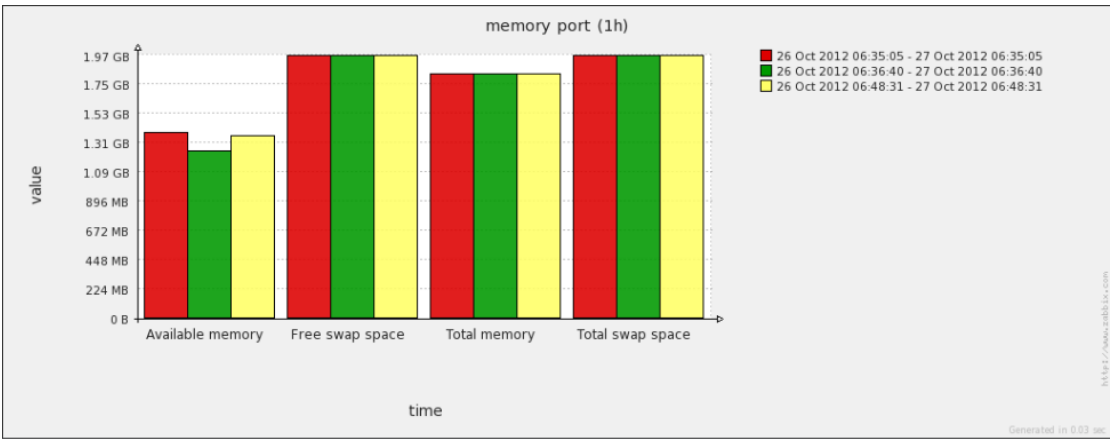 memory port (1h)
1.97 GB
1.75 GB
1.53 GB
1.31 GB
1.09 GB
896 MB
672 MB
448 MB
224 MB
0 B
value
Available memory
Free swap space
Total memory
Total swap space
time
26 Oct 2012 06:35:05 - 27 Oct 2012 06:35:05
26 Oct 2012 06:36:40 - 27 Oct 2012 06:36:40
26 Oct 2012 06:48:31 - 27 Oct 2012 06:48:31
http://www.zabbix.com
Generated in 0.03 sec